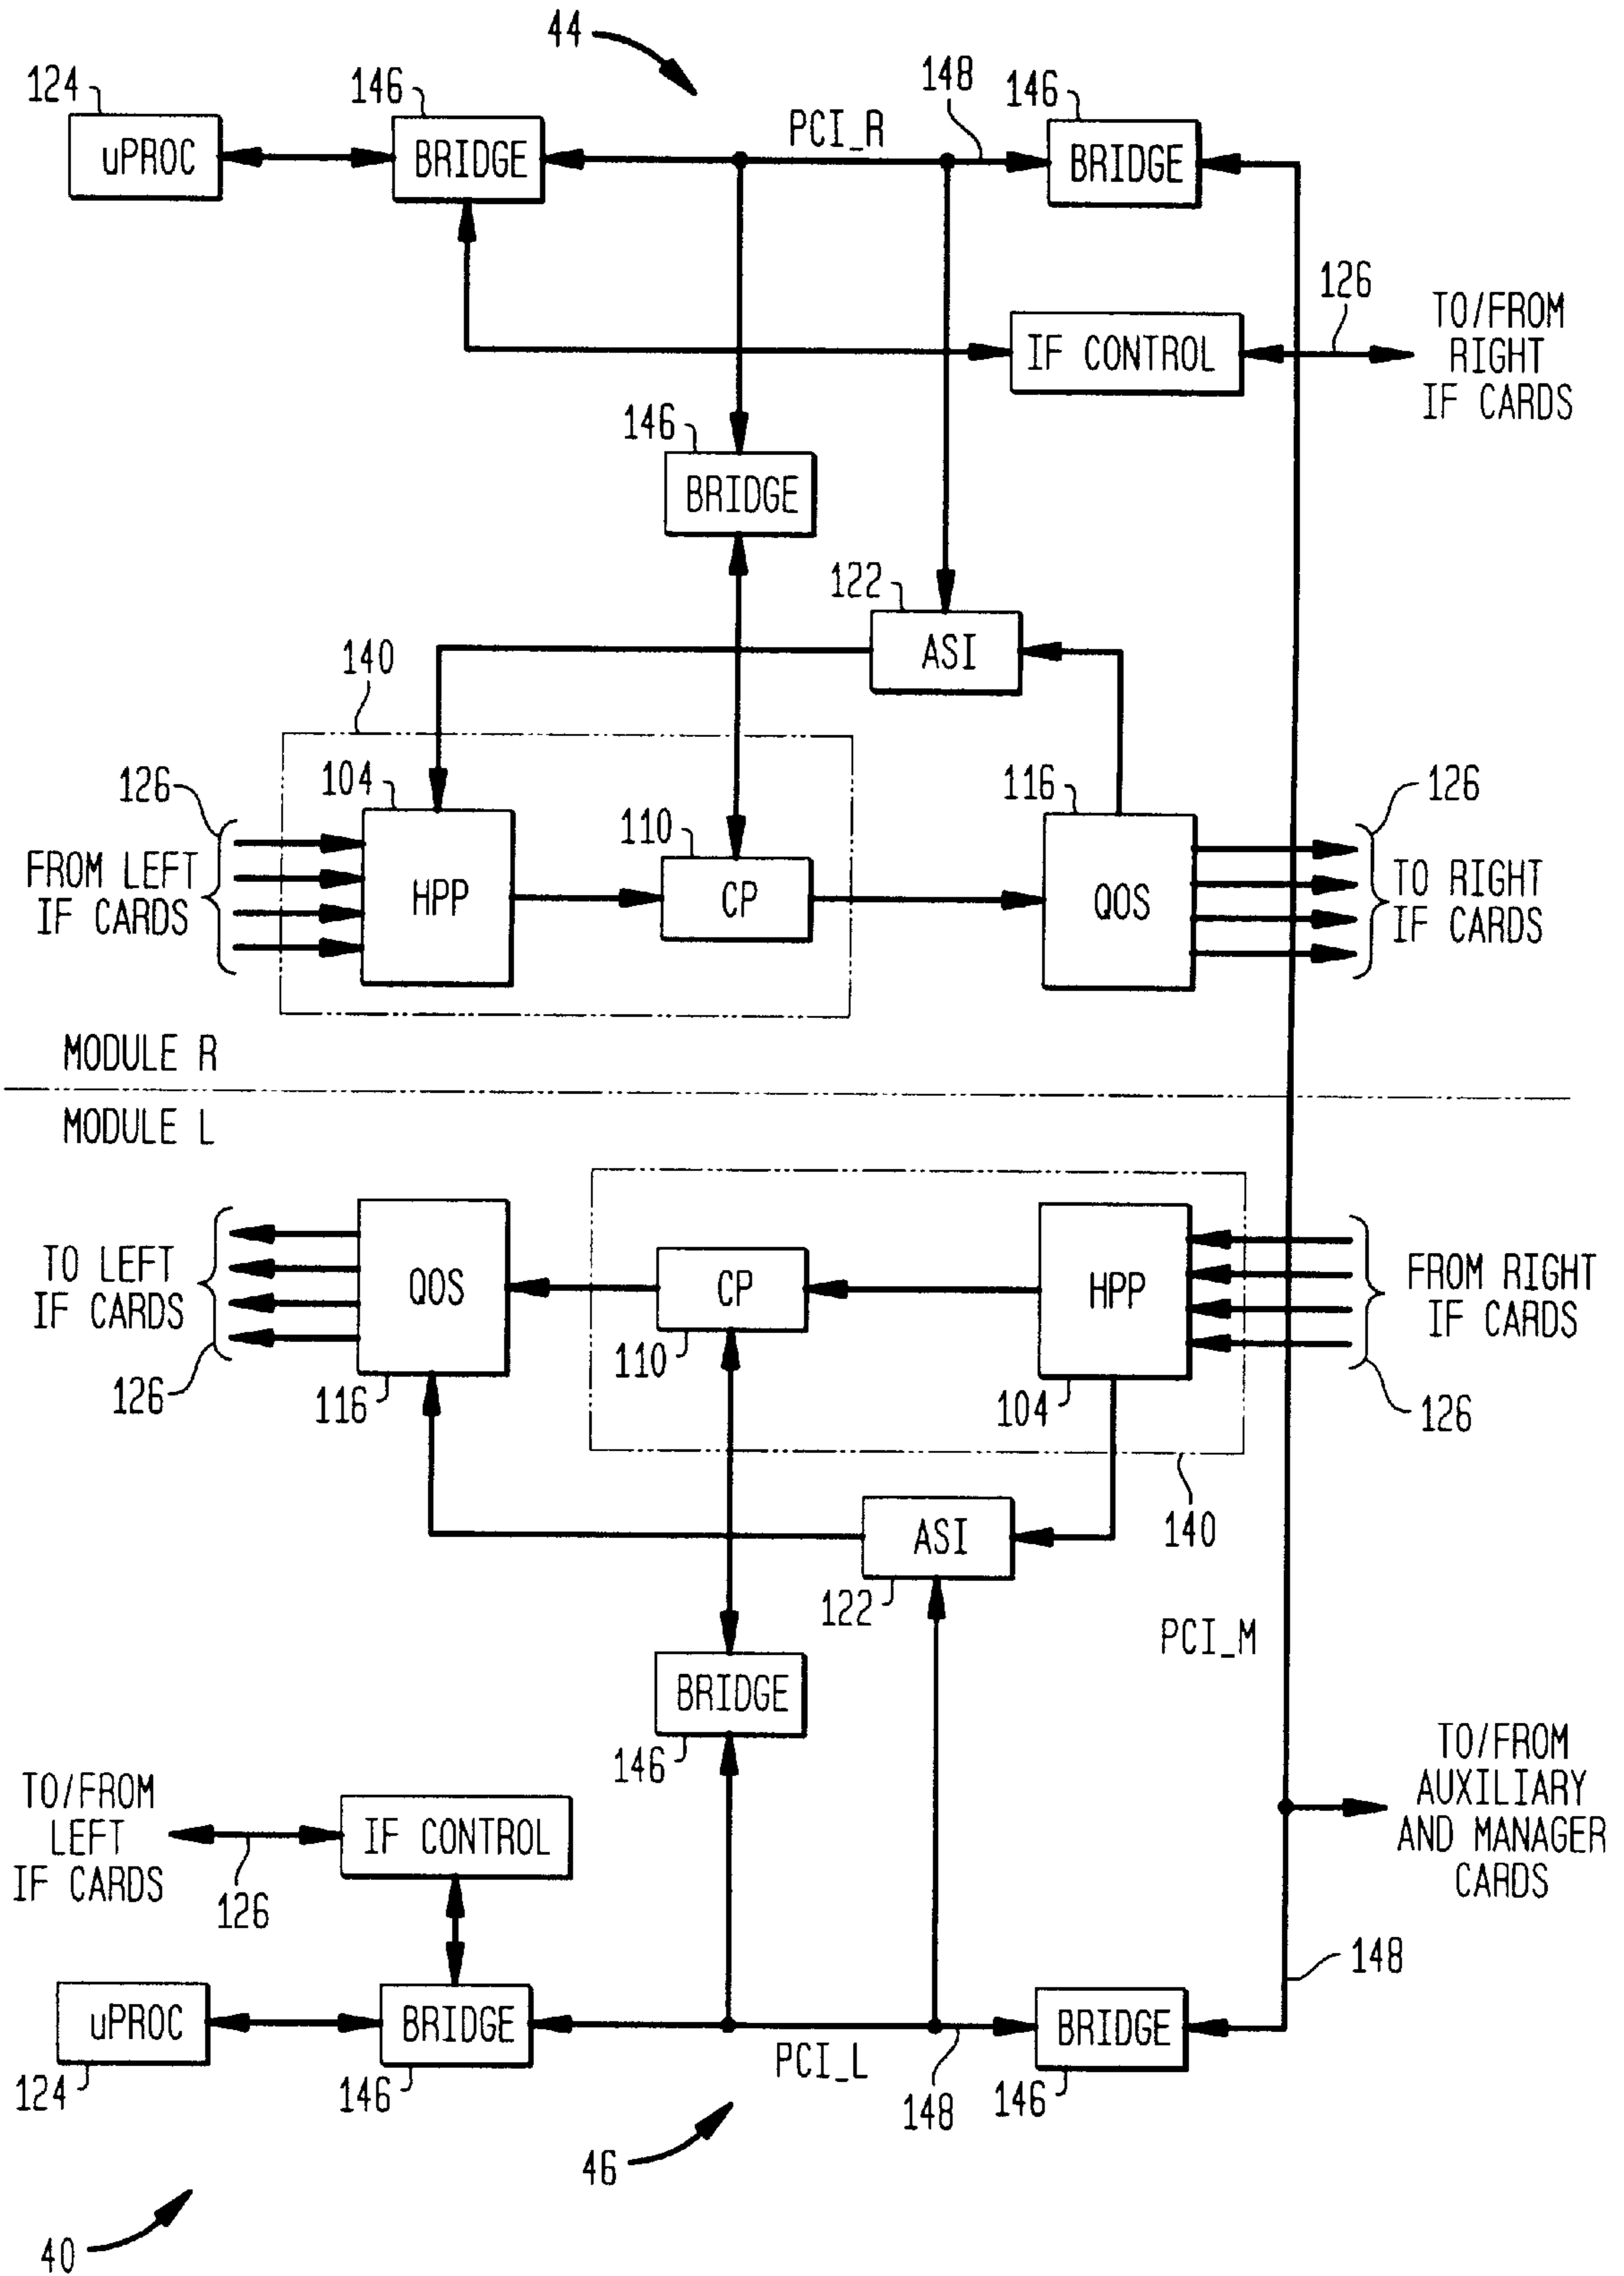 44
124
146
148
146
PCI_R
uPROC
BRIDGE
BRIDGE
126
TO/FROM
RIGHT
IF CARDS
IF CONTROL
146
BRIDGE
122
ASI
140
126
104
110
116
126
FROM LEFT
IF CARDS
HPP
CP
QOS
TO RIGHT
IF CARDS
MODULE R
MODULE L
TO LEFT
IF CARDS
QOS
CP
HPP
FROM RIGHT
IF CARDS
126
116
110
104
126
140
ASI
122
PCI_M
BRIDGE
146
TO/FROM
LEFT
IF CARDS
IF CONTROL
126
TO/FROM
AUXILIARY
AND MANAGER
CARDS
148
uPROC
BRIDGE
BRIDGE
PCI_L
124
146
148
146
46
40